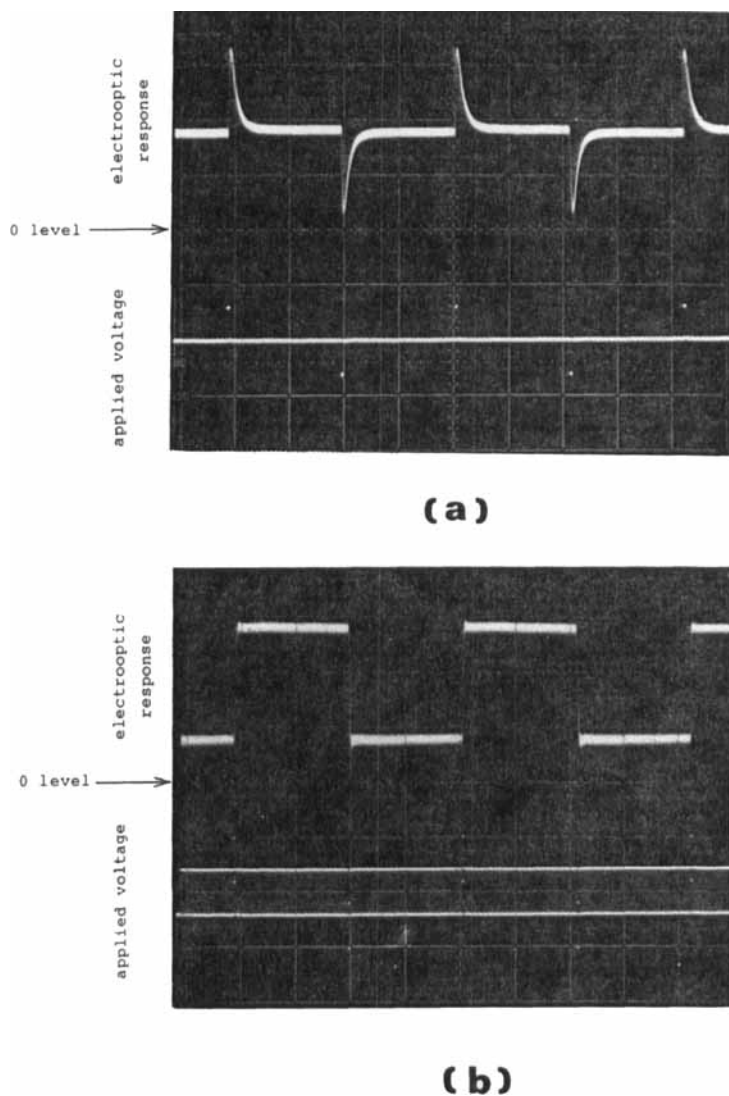 electrooptic
response
0 level
applied voltage
(a)
electrooptic
response
0 level
applied voltage
(b)